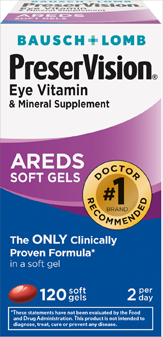 BAUSCH + LOMB
PreserVision®
Eye Vitamin
& Mineral Supplement
AREDS
SOFT GELS
DOCTOR
#1
BRAND
RECOMMENDED
The ONLY Clinically
Proven Formula*
in a soft gel
120 soft gels
2 per day
*These statements have not been evaluated by the Food
and Drug Administration. This product is not intended to
diagnose, treat, cure or prevent any disease.